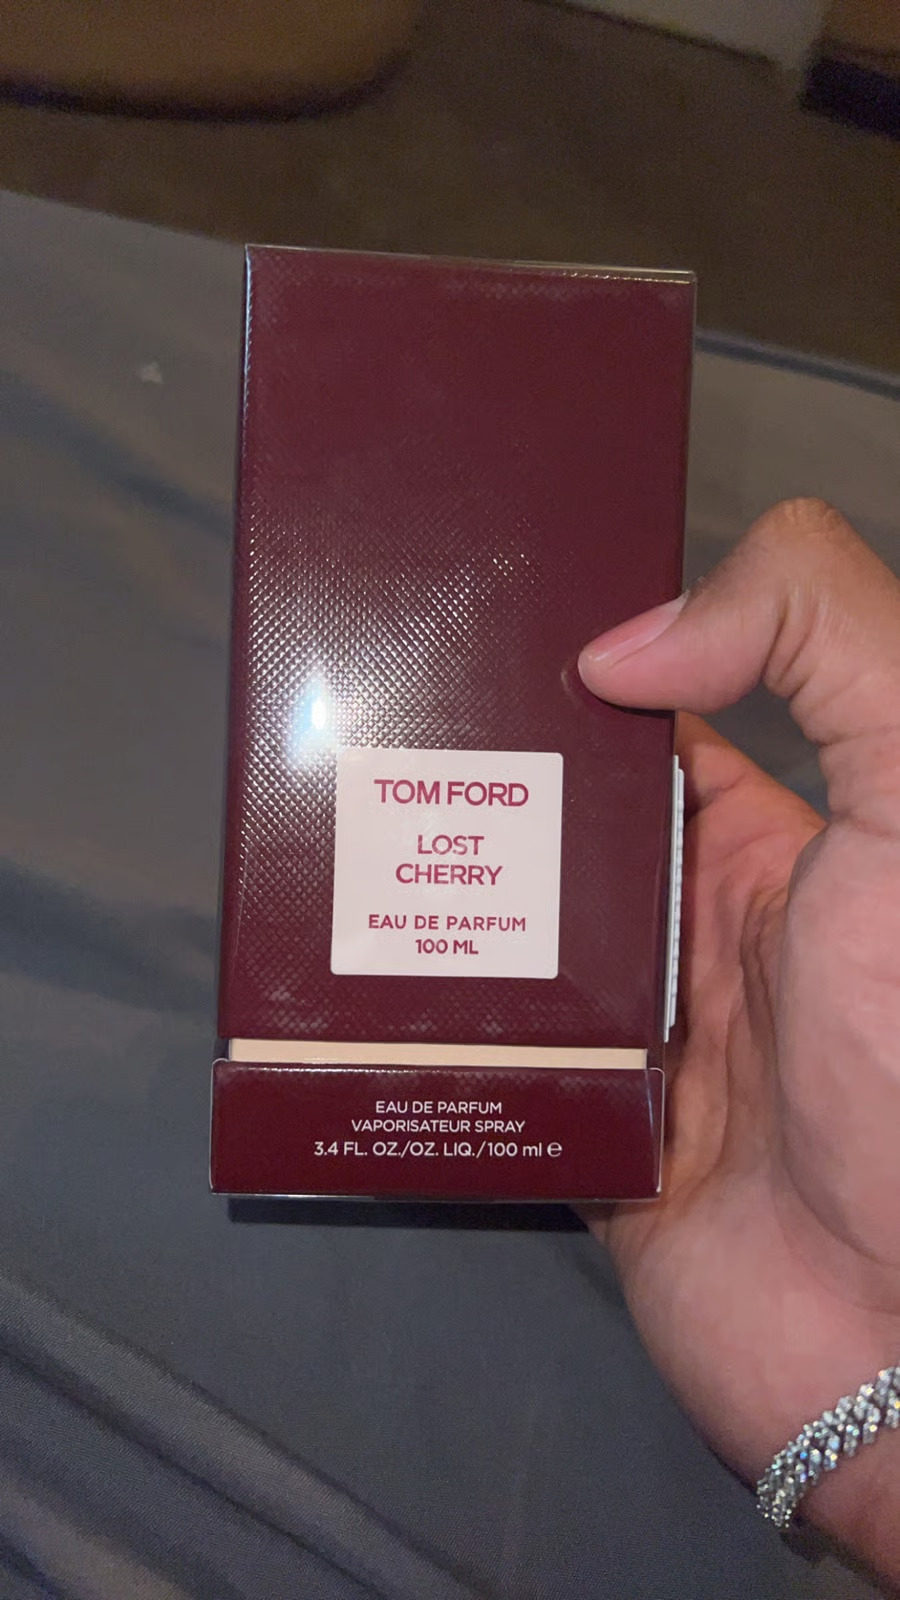 TOM FORD
LOST
CHERRY
EAU DE PARFUM
100 ML
EAU DE PARFUM
VAPORISATEUR SPRAY
3.4 FL. OZ./OZ. LIQ./100 ml ℮